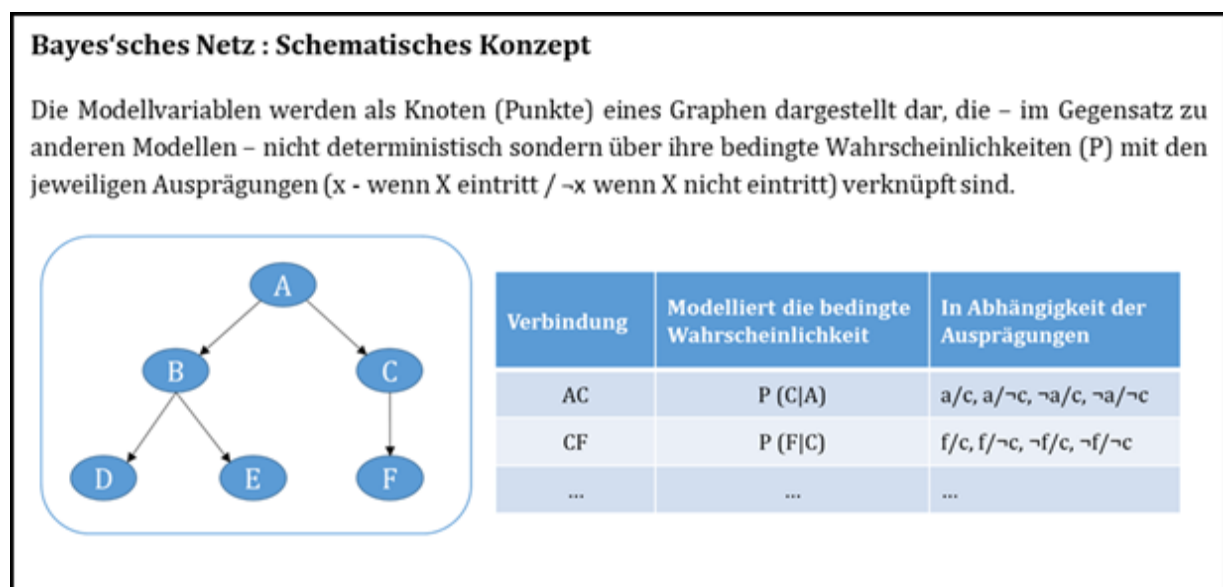 Bayes‘sches Netz : Schematisches Konzept
Die Modellvariablen werden als Knoten (Punkte) eines Graphen dargestellt dar, die – im Gegensatz zu
anderen Modellen – nicht deterministisch sondern über ihre bedingte Wahrscheinlichkeiten (P) mit den
jeweiligen Ausprägungen (x - wenn X eintritt / ¬x wenn X nicht eintritt) verknüpft sind.
A
B
C
D
E
F
Verbindung
Modelliert die bedingte
Wahrscheinlichkeit
In Abhängigkeit der
Ausprägungen
AC
P (C|A)
a/c, a/¬c, ¬a/c, ¬a/¬c
CF
P (F|C)
f/c, f/¬c, ¬f/c, ¬f/¬c
...
...
...